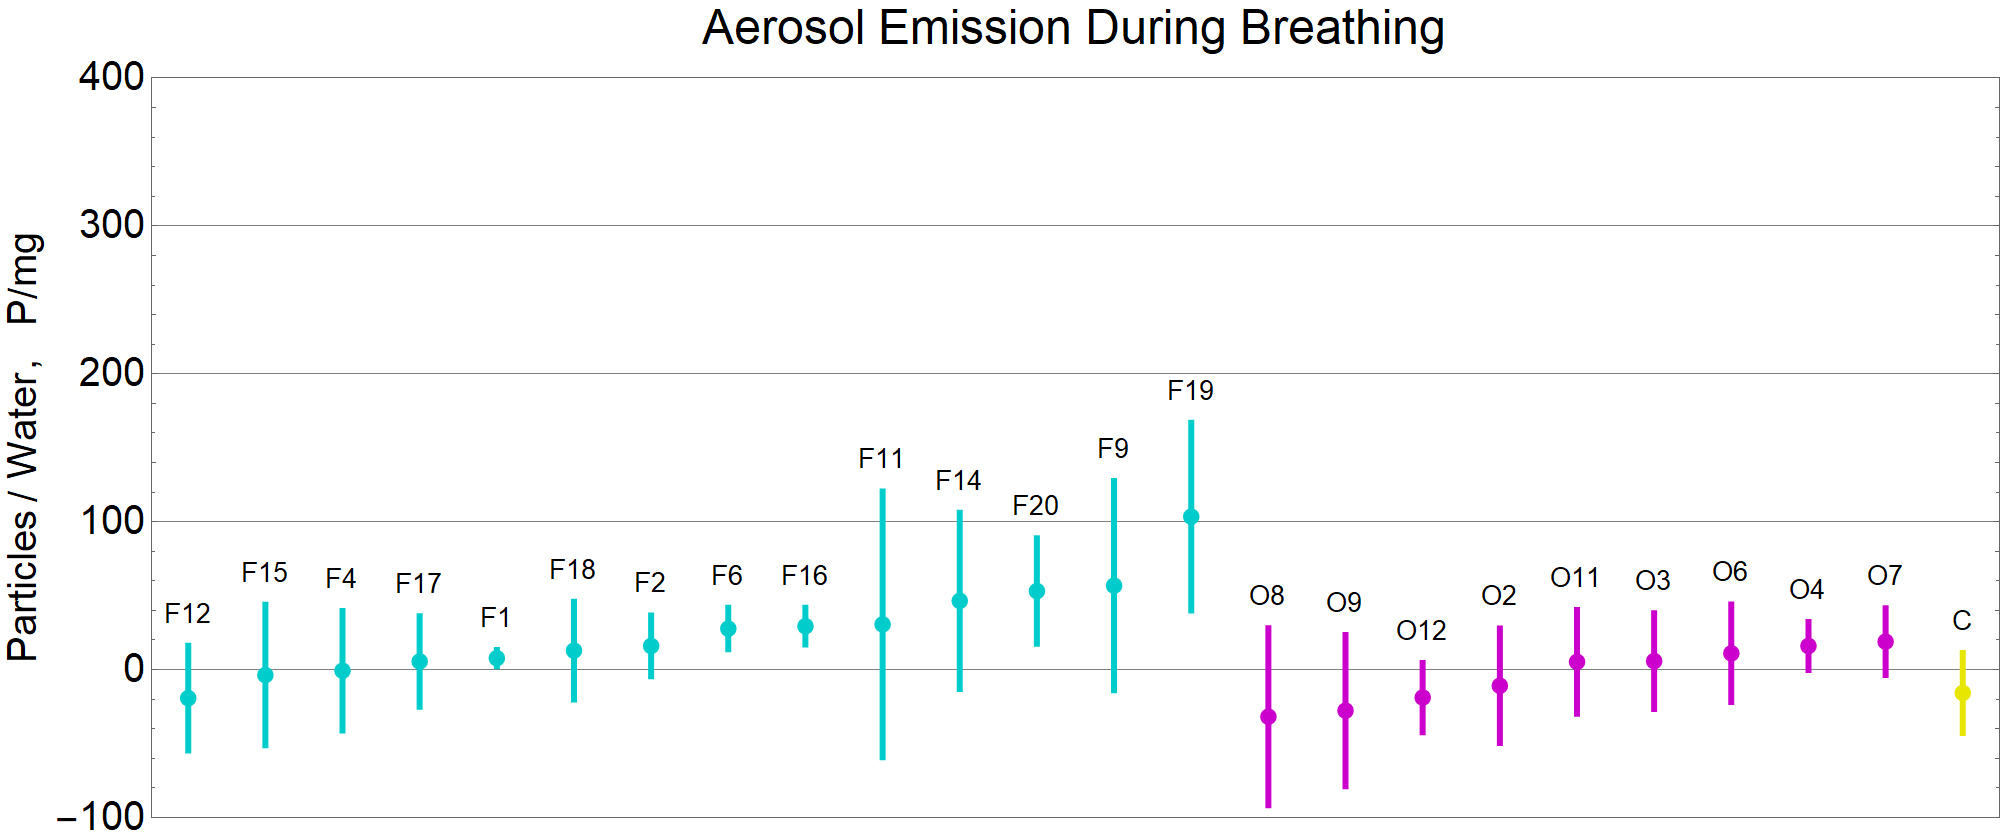 Aerosol Emission During Breathing
Particles / Water, P/mg
400
300
200
100
0
−100
F12
F15
F4
F17
F1
F18
F2
F6
F16
F11
F14
F20
F9
F19
O8
O9
O12
O2
O11
O3
O6
O4
O7
C